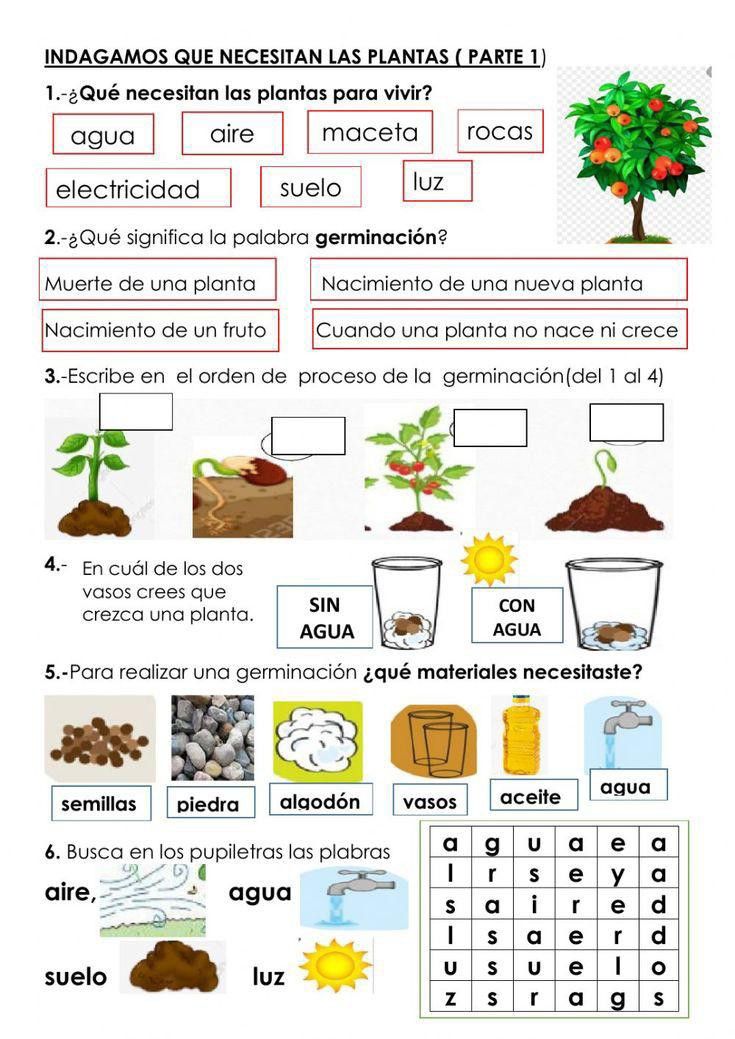 INDAGAMOS QUE NECESITAN LAS PLANTAS ( PARTE 1)
1.-¿Qué necesitan las plantas para vivir?
agua aire maceta rocas
electricidad suelo luz
2.-¿Qué significa la palabra germinación?
Muerte de una planta Nacimiento de una nueva planta
Nacimiento de un fruto Cuando una planta no nace ni crece
3.-Escribe en el orden de proceso de la germinación(del 1 al 4)
4.- En cuál de los dos
vasos crees que
crezca una planta.
SIN
AGUA
CON
AGUA
5.-Para realizar una germinación ¿qué materiales necesitaste?
semillas piedra algodón vasos aceite agua
6. Busca en los pupiletras las plabras
aire, agua
suelo luz
a g u a e a
l r s e y a
s a i r e d
l s a e r d
u s u e l o
z s r a g s